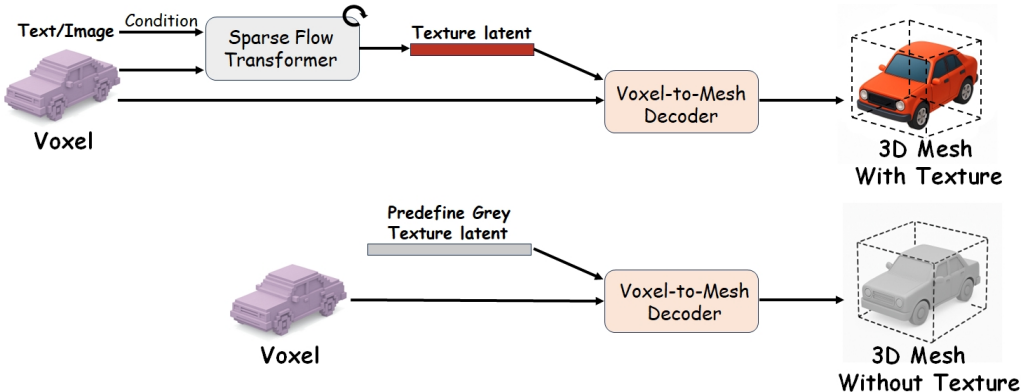 Text/Image
Condition
Sparse Flow
Transformer
Texture latent
Voxel-to-Mesh
Decoder
Voxel
3D Mesh
With Texture
Predefine Grey
Texture latent
Voxel-to-Mesh
Decoder
Voxel
3D Mesh
Without Texture